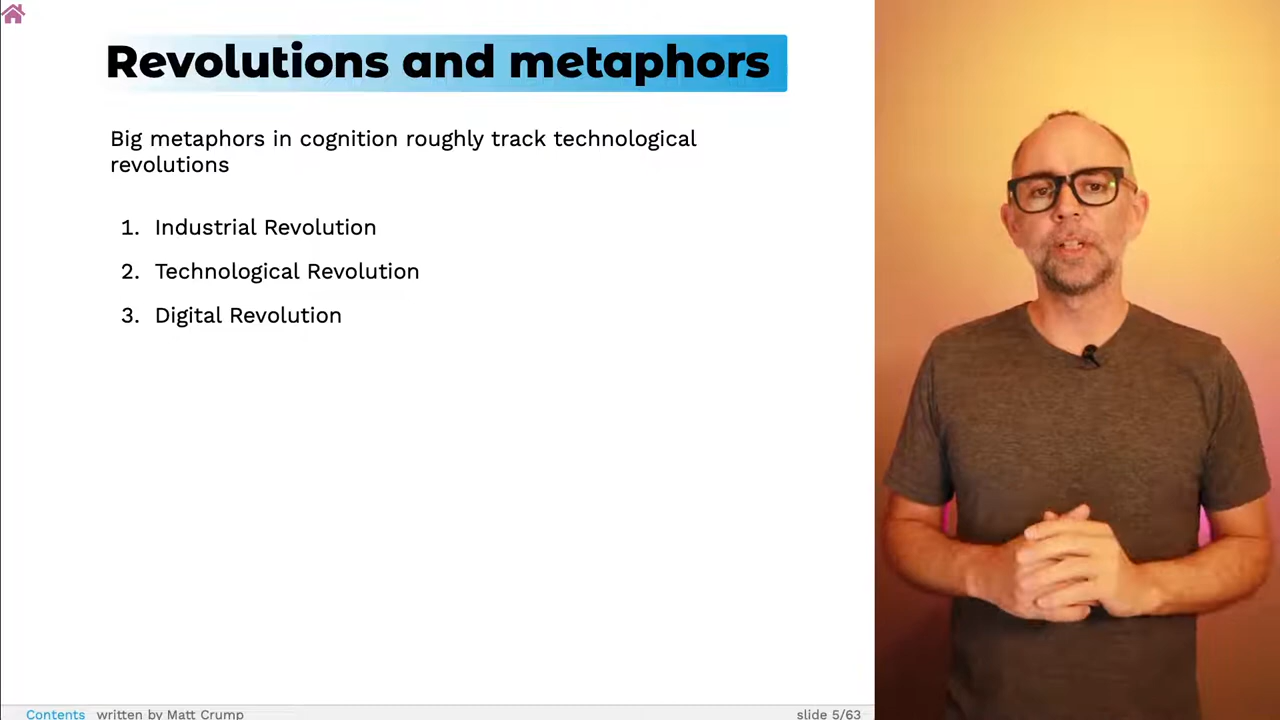 Revolutions and metaphors
Big metaphors in cognition roughly track technological
revolutions
1. Industrial Revolution
2. Technological Revolution
3. Digital Revolution
Contents written by Matt Crump slide 5/63